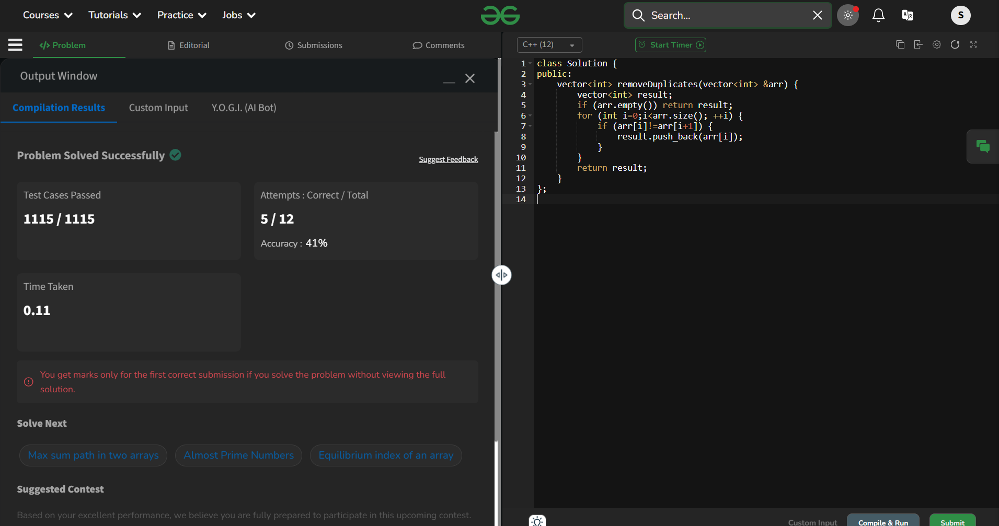 Courses Tutorials Practice Jobs Search... S
Problem Editorial Submissions Comments
C++ (12) Start Timer
Output Window
Compilation Results Custom Input Y.O.G.I. (AI Bot)
Problem Solved Successfully
Suggest Feedback
Test Cases Passed
1115 / 1115
Attempts : Correct / Total
5 / 12
Accuracy : 41%
Time Taken
0.11
You get marks only for the first correct submission if you solve the problem without viewing the full
solution.
Solve Next
Max sum path in two arrays Almost Prime Numbers Equilibrium index of an array
Suggested Contest
Based on your excellent performance, we believe you are fully prepared to participate in this upcoming contest.
1 class Solution {
2 public:
3     vector<int> removeDuplicates(vector<int> &arr) {
4         vector<int> result;
5         if (arr.empty()) return result;
6         for (int i=0;i<arr.size(); ++i) {
7             if (arr[i]!=arr[i+1]) {
8                 result.push_back(arr[i]);
9             }
10         }
11         return result;
12     }
13 };
14
Custom Input Compile & Run Submit